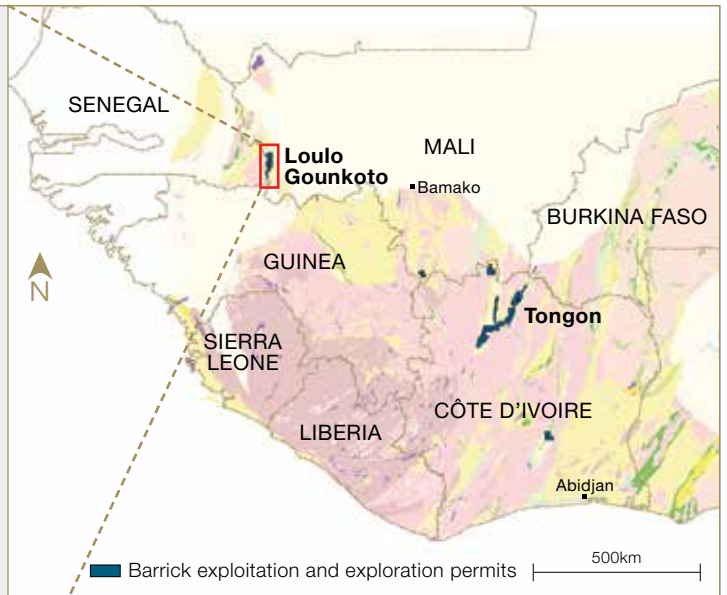 SENEGAL
MALI
Loulo
Gounkoto
Bamako
BURKINA FASO
GUINEA
N
Tongon
SIERRA
LEONE
CÔTE D'IVOIRE
LIBERIA
Abidjan
Barrick exploitation and exploration permits
500km